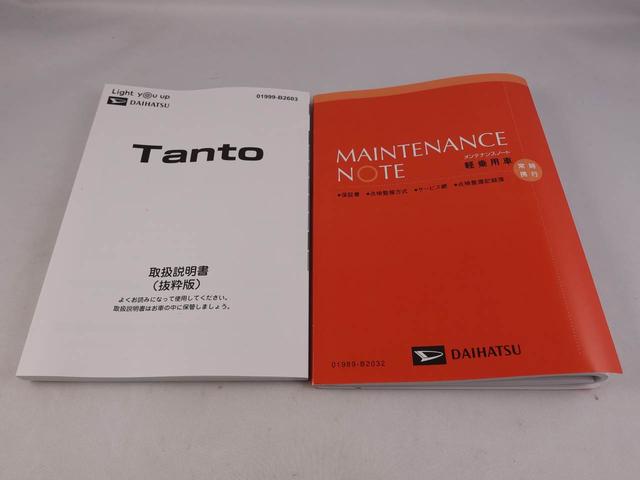 Light you up
DAIHATSU
01999-B2603
Tanto
取扱説明書
(抜粋版)
よくお読みになって使用してください。
取扱説明書はお車の中に保管しましょう。
MAINTENANCE
NOTE
メンテナンスノート
軽乗用車
常時
携行
●保証書 ●点検整備方式 ●サービス網 ●点検整備記録簿
DAIHATSU
01989-B2032